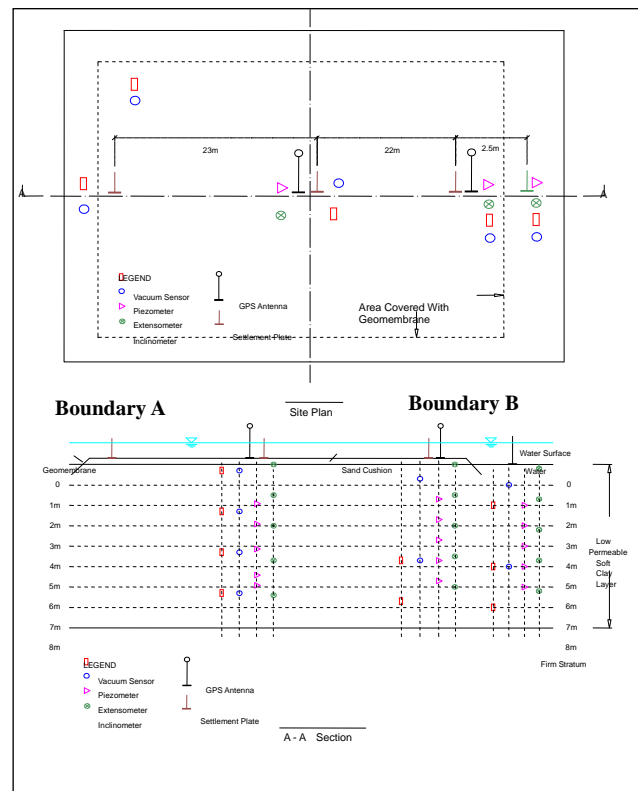 23m
22m
2.5m
A
A
LEGEND
Vacuum Sensor
Piezometer
Extensometer
Inclinometer
GPS Antenna
Settlement Plate
Area Covered With
Geomembrane
Boundary A
Site Plan
Boundary B
Water Surface
Geomembrane
Sand Cushion
Water
0
0
1m
1m
2m
2m
3m
3m
4m
4m
5m
5m
6m
6m
7m
7m
8m
8m
Low
Permeable
Soft
Clay
Layer
Firm Stratum
LEGEND
Vacuum Sensor
Piezometer
Extensometer
Inclinometer
GPS Antenna
Settlement Plate
A - A Section